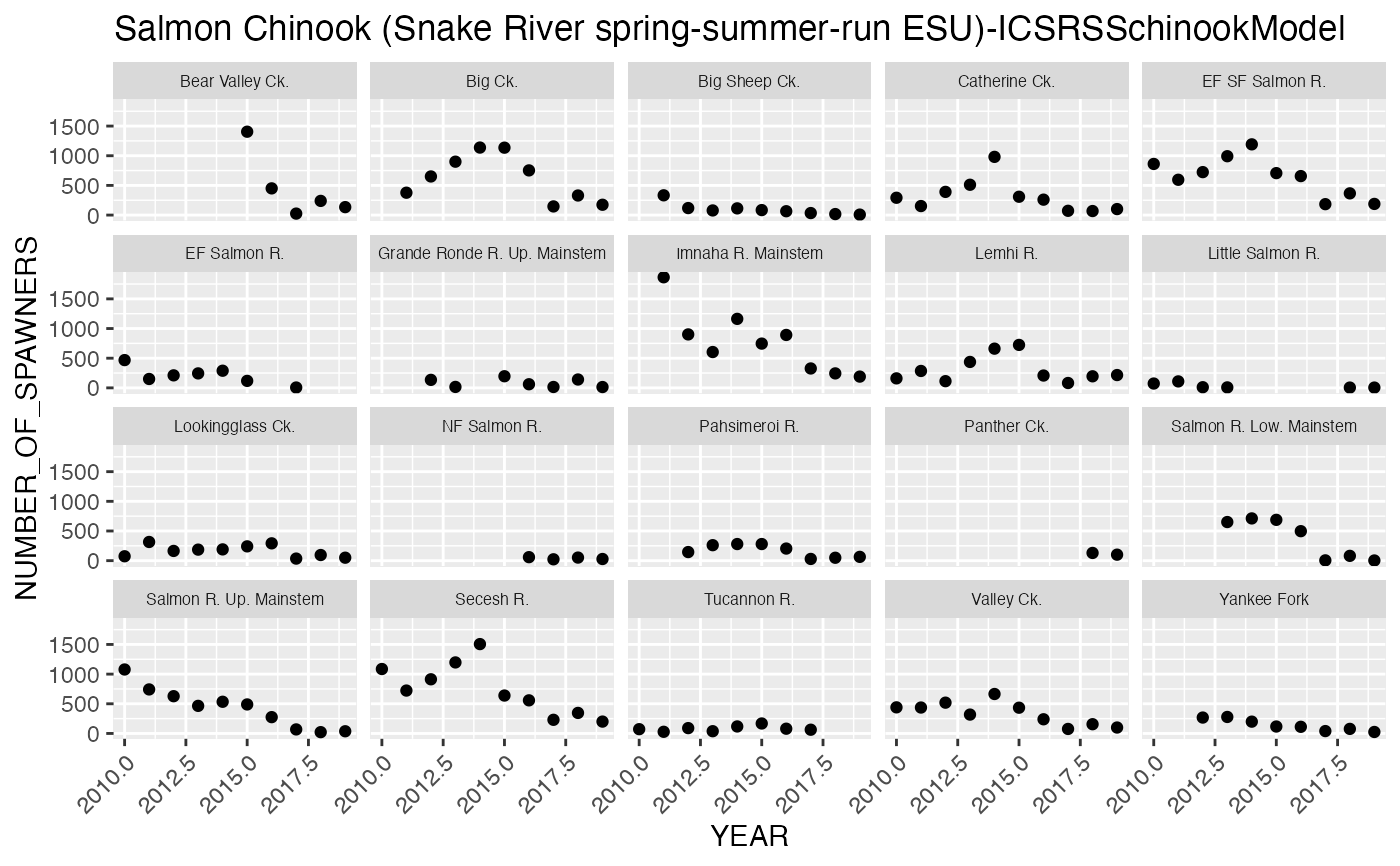 Salmon Chinook (Snake River spring-summer-run ESU)-ICSRSSchinookModel
Bear Valley Ck. Big Ck. Big Sheep Ck. Catherine Ck. EF SF Salmon R.
1500
1000
500
0
EF Salmon R. Grande Ronde R. Up. Mainstem Imnaha R. Mainstem Lemhi R. Little Salmon R.
1500
1000
500
0
Lookingglass Ck. NF Salmon R. Pahsimeroi R. Panther Ck. Salmon R. Low. Mainstem
1500
1000
500
0
Salmon R. Up. Mainstem Secesh R. Tucannon R. Valley Ck. Yankee Fork
1500
1000
500
0
2010.0 2012.5 2015.0 2017.5 2010.0 2012.5 2015.0 2017.5 2010.0 2012.5 2015.0 2017.5 2010.0 2012.5 2015.0 2017.5 2010.0 2012.5 2015.0 2017.5
YEAR
NUMBER_OF_SPAWNERS